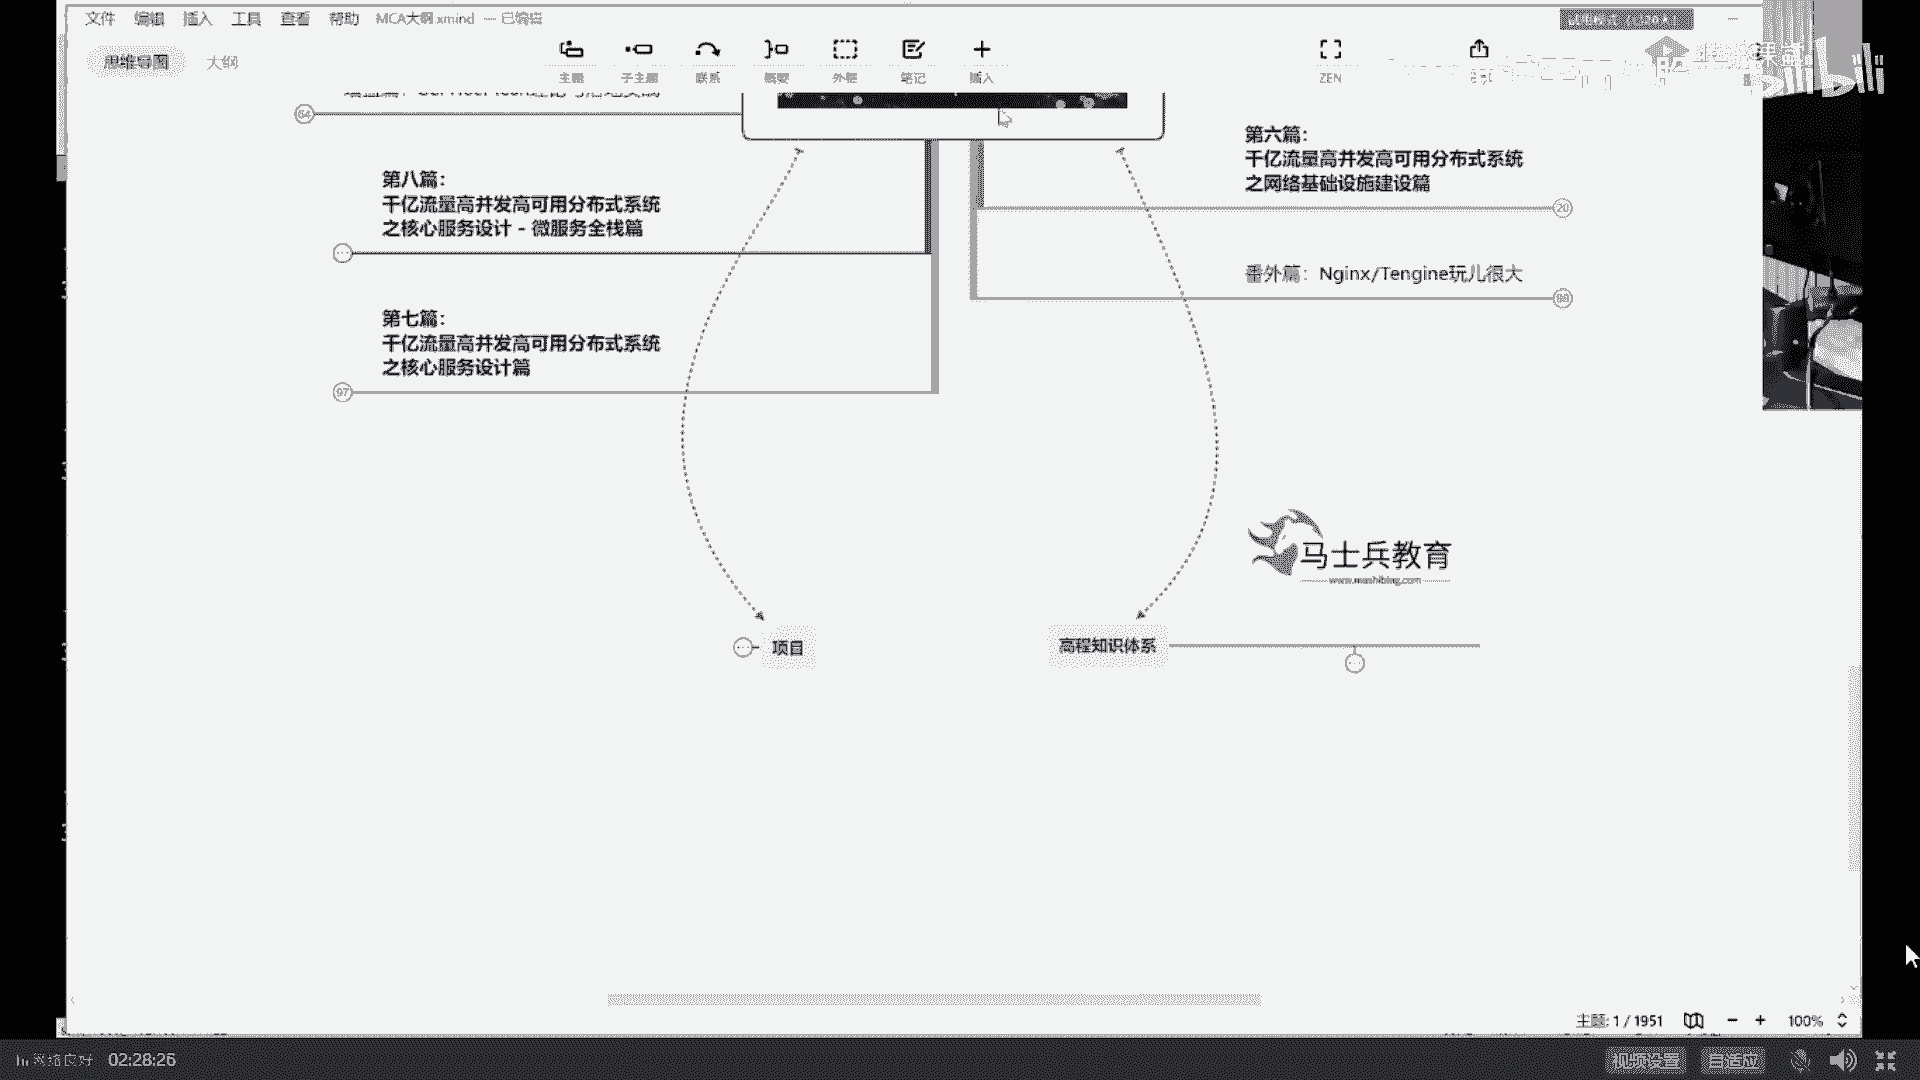 文件 编辑 插入 工具 查看 帮助 MCA大纲.xmind — 已编辑
思维导图 大纲
主题 子主题 联系 概要 外框 笔记 插入 ZEN
bilibili
64
第八篇：
千亿流量高并发高可用分布式系统
之核心服务设计 - 微服务全栈篇
第七篇：
千亿流量高并发高可用分布式系统
之核心服务设计篇
97
第六篇：
千亿流量高并发高可用分布式系统
之网络基础设施建设篇
20
番外篇：Nginx/Tengine玩儿很大
98
马士兵教育
www.mashibing.com
项目
高程知识体系
主题: 1 / 1951 100%
网络良好 02:28:26 视频设置 自适应